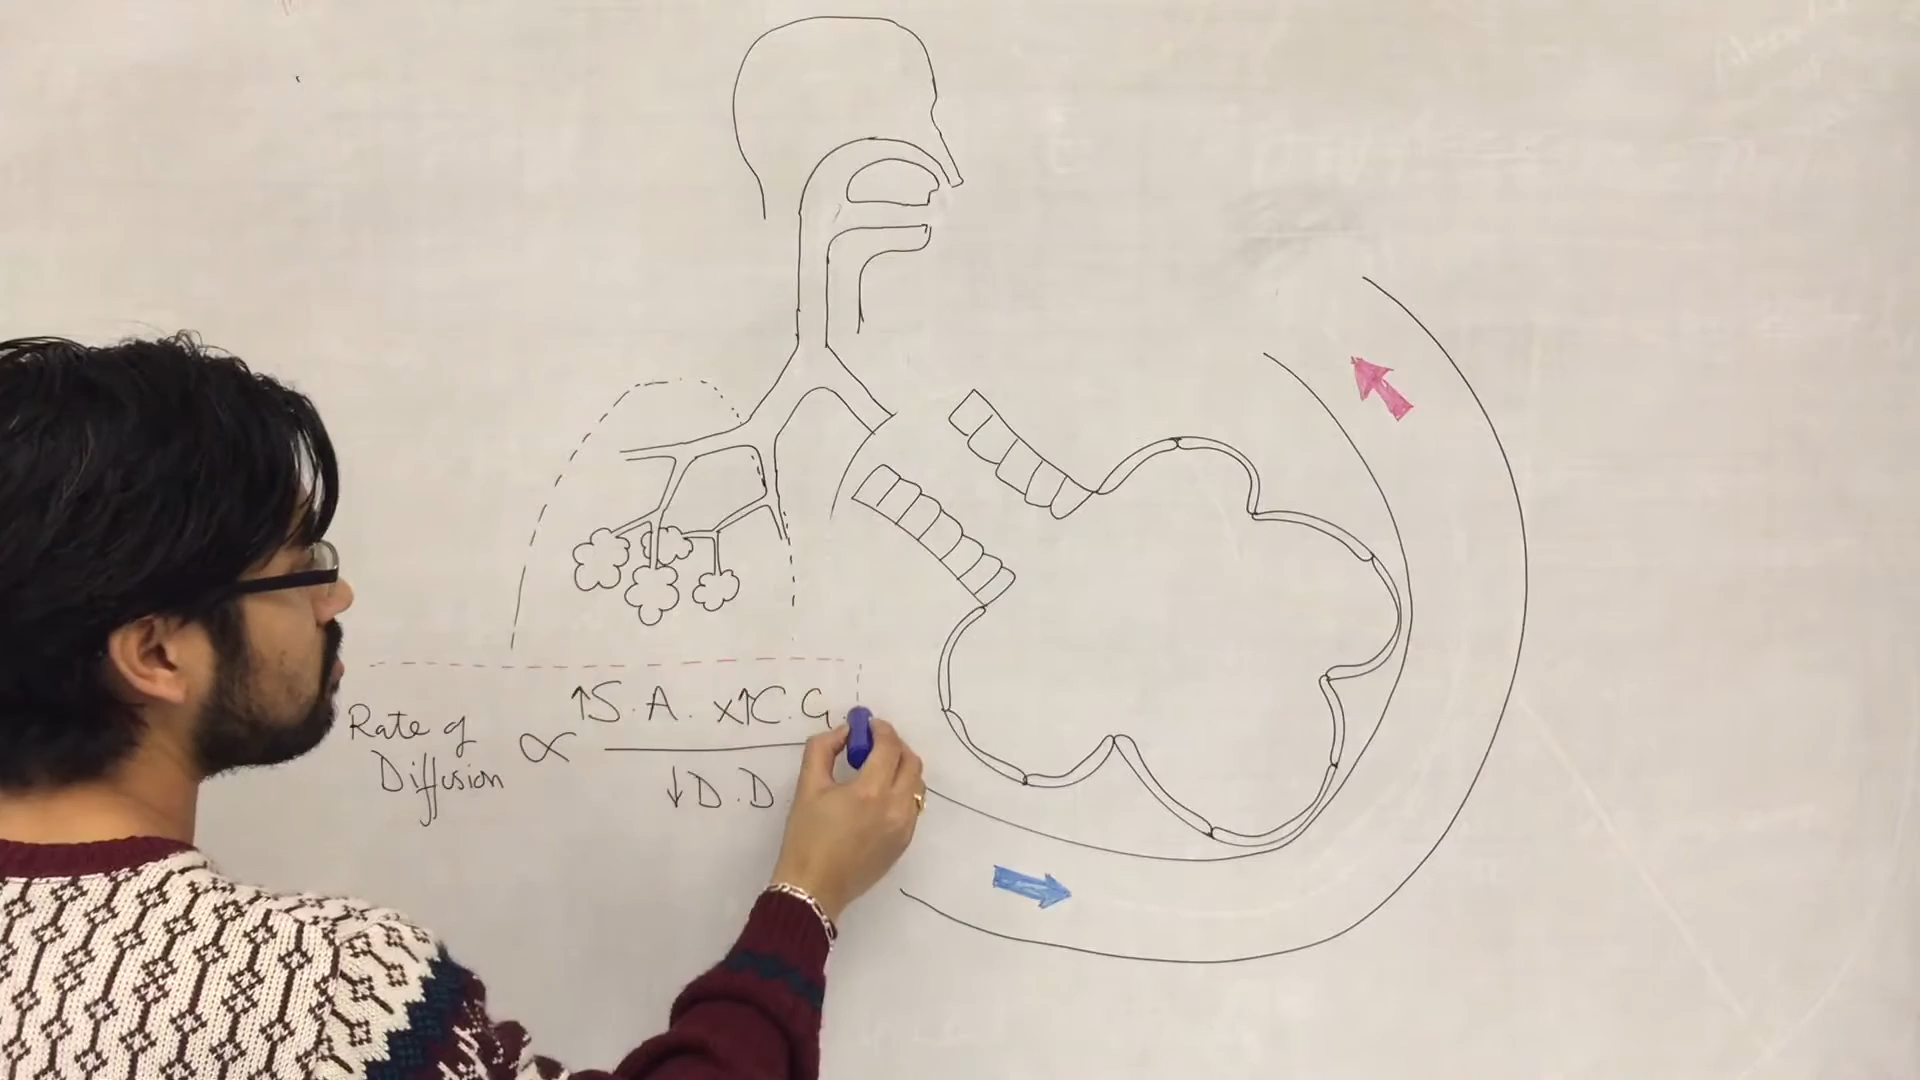 Rate of
Diffusion ∝
↑S.A. x↑C.G.
↓D.D.